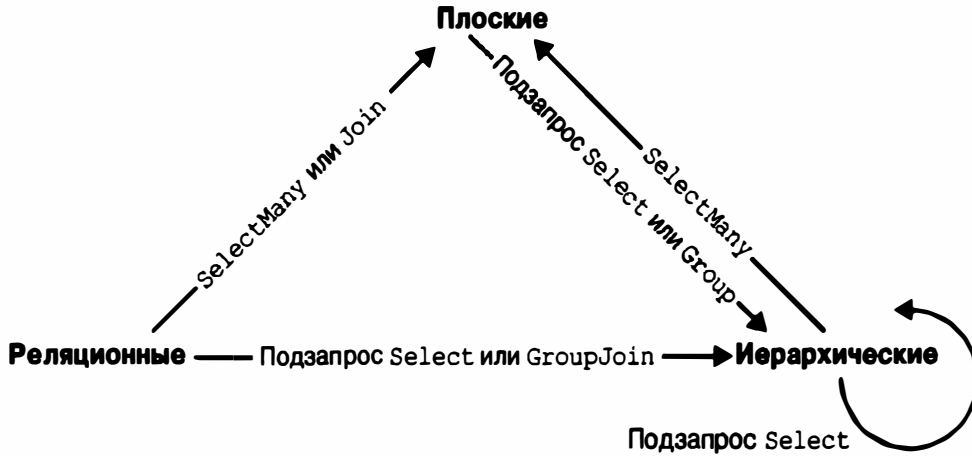 Плоские
SelectMany или Join
Подзапрос Select или Group
SelectMany
Реляционные
Подзапрос Select или GroupJoin
Иерархические
Подзапрос Select